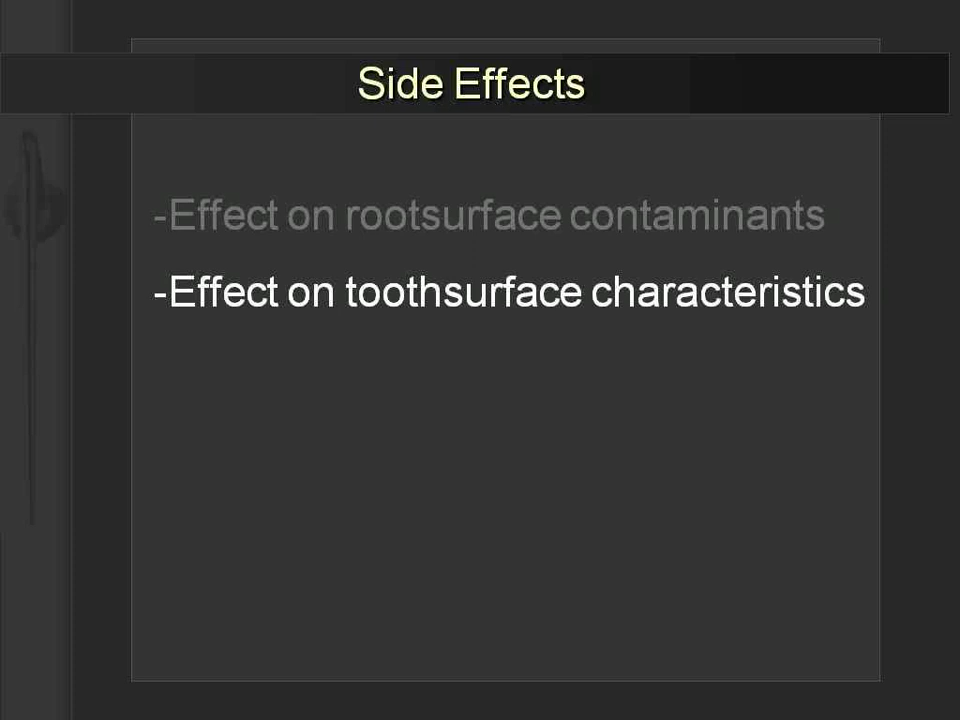 Side Effects
-Effect on rootsurface contaminants
-Effect on toothsurface characteristics